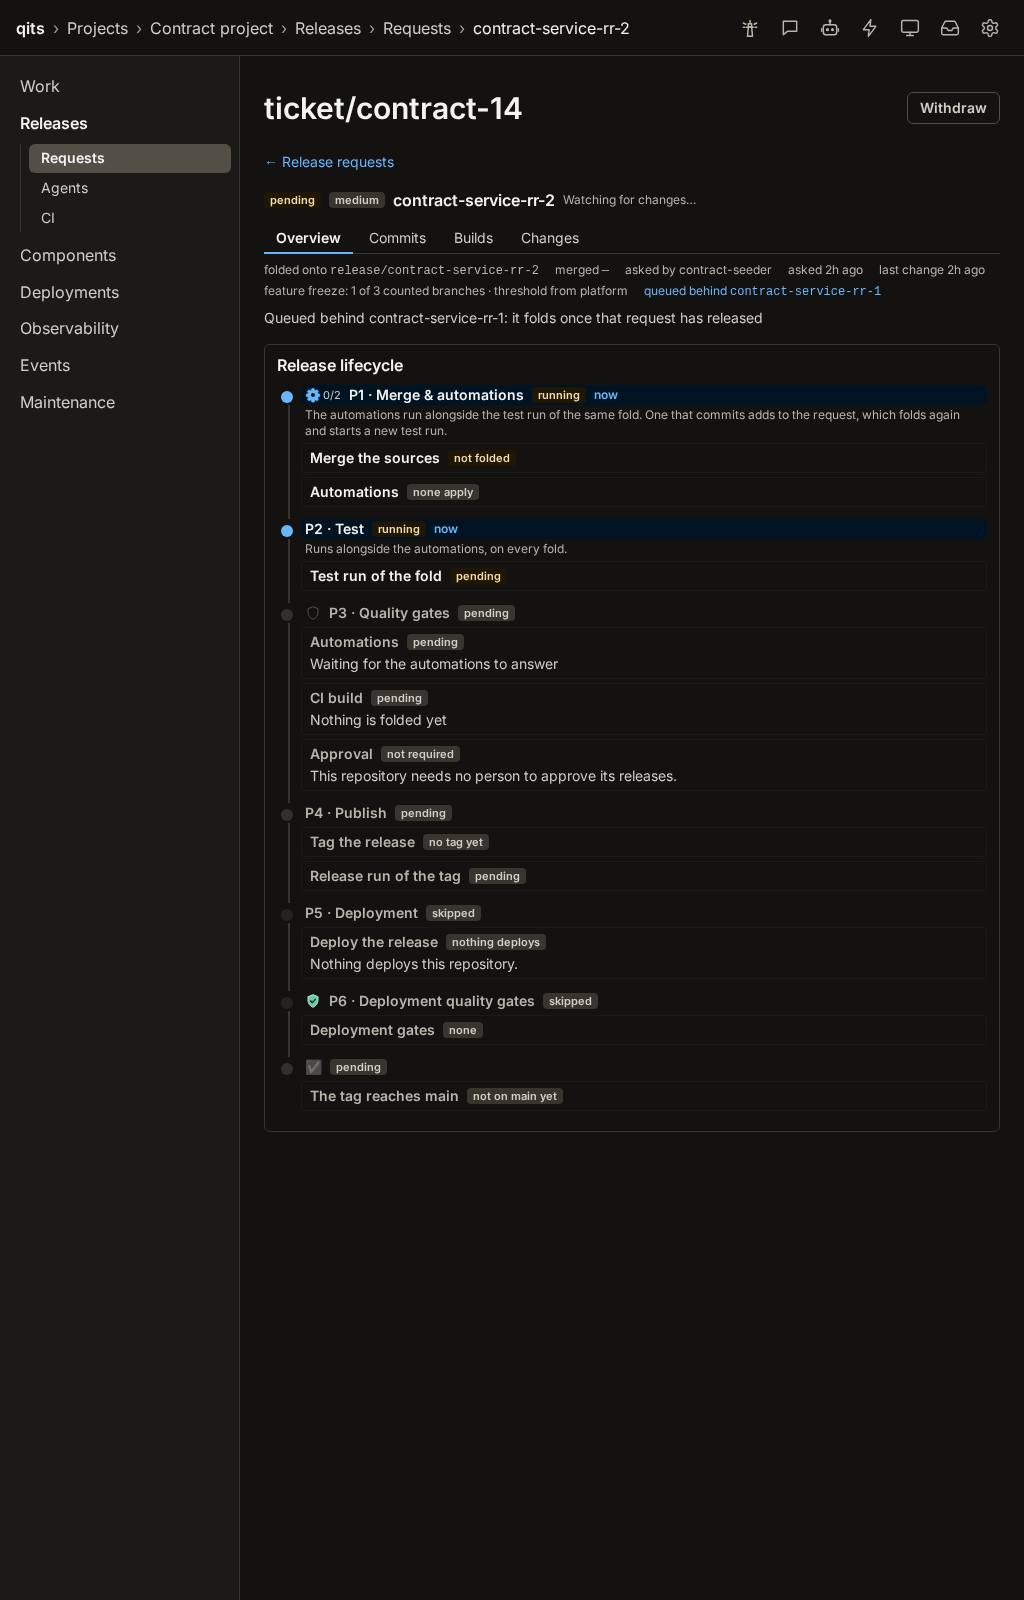 qits › Projects › Contract project › Releases › Requests › contract-service-rr-2
Work
Releases
Requests
Agents
CI
Components
Deployments
Observability
Events
Maintenance
ticket/contract-14
Withdraw
← Release requests
pending medium contract-service-rr-2 Watching for changes…
Overview Commits Builds Changes
folded onto release/contract-service-rr-2 merged — asked by contract-seeder asked 2h ago last change 2h ago
feature freeze: 1 of 3 counted branches · threshold from platform queued behind contract-service-rr-1
Queued behind contract-service-rr-1: it folds once that request has released
Release lifecycle
0/2 P1 · Merge & automations running now
The automations run alongside the test run of the same fold. One that commits adds to the request, which folds again
and starts a new test run.
Merge the sources not folded
Automations none apply
P2 · Test running now
Runs alongside the automations, on every fold.
Test run of the fold pending
P3 · Quality gates pending
Automations pending
Waiting for the automations to answer
CI build pending
Nothing is folded yet
Approval not required
This repository needs no person to approve its releases.
P4 · Publish pending
Tag the release no tag yet
Release run of the tag pending
P5 · Deployment skipped
Deploy the release nothing deploys
Nothing deploys this repository.
P6 · Deployment quality gates skipped
Deployment gates none
pending
The tag reaches main not on main yet